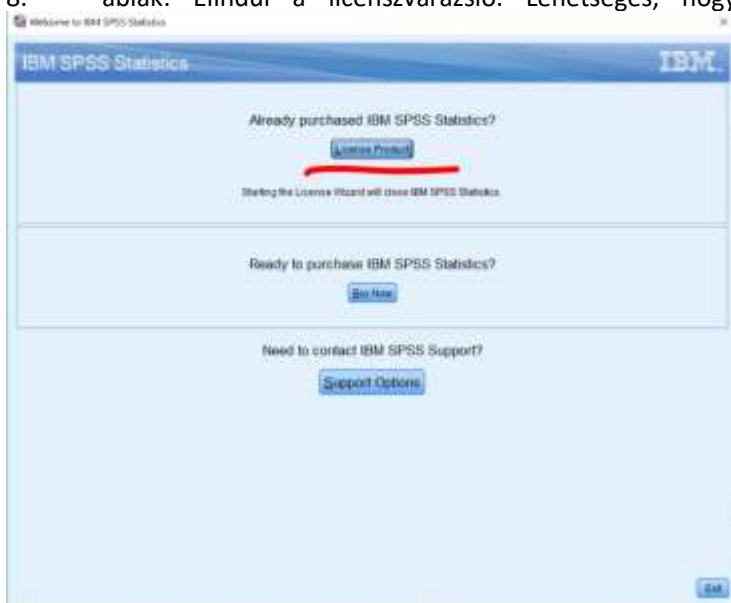 8. ablak. Elindul a licenszvarázsló. Lehetséges, hogy
Welcome to IBM SPSS Statistics
IBM SPSS Statistics
IBM
Already purchased IBM SPSS Statistics?
License Product
Starting the License Wizard will close IBM SPSS Statistics.
Ready to purchase IBM SPSS Statistics?
Buy Now
Need to contact IBM SPSS Support?
Support Options
Exit